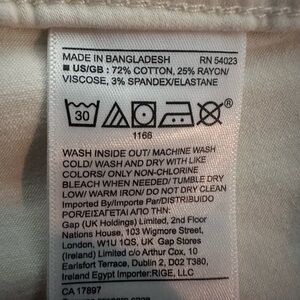 MADE IN BANGLADESH RN 54023
■ US/GB : 72% COTTON, 25% RAYON/
VISCOSE, 3% SPANDEX/ELASTANE
30
®
1166
WASH INSIDE OUT/ MACHINE WASH
COLD/ WASH AND DRY WITH LIKE
COLORS/ ONLY NON-CHLORINE
BLEACH WHEN NEEDED/ TUMBLE DRY
LOW/ WARM IRON/ DO NOT DRY CLEAN
Imported By/Importe Par/DISTRIBUIDO
POR/ΕΙΣΑΓΕΤΑΙ ΑΠΟ ΤΗΝ:
Gap (UK Holdings) Limited, 2nd Floor
Nations House, 103 Wigmore Street,
London, W1U 1QS, UK Gap Stores
(Ireland) Limited c/o Arthur Cox, 10
Earlsfort Terrace, Dublin 2, D02 T380,
Ireland Egypt Importer:RIGE, LLC
CA 17897